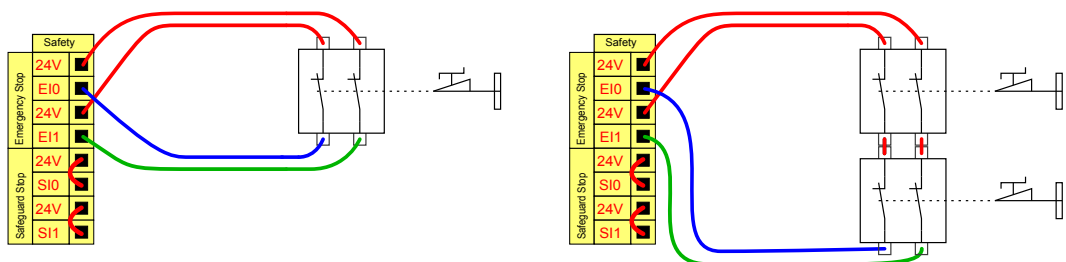 Safety
Emergency Stop
24V
EI0
24V
EI1
Safeguard Stop
24V
SI0
24V
SI1
Safety
Emergency Stop
24V
EI0
24V
EI1
Safeguard Stop
24V
SI0
24V
SI1